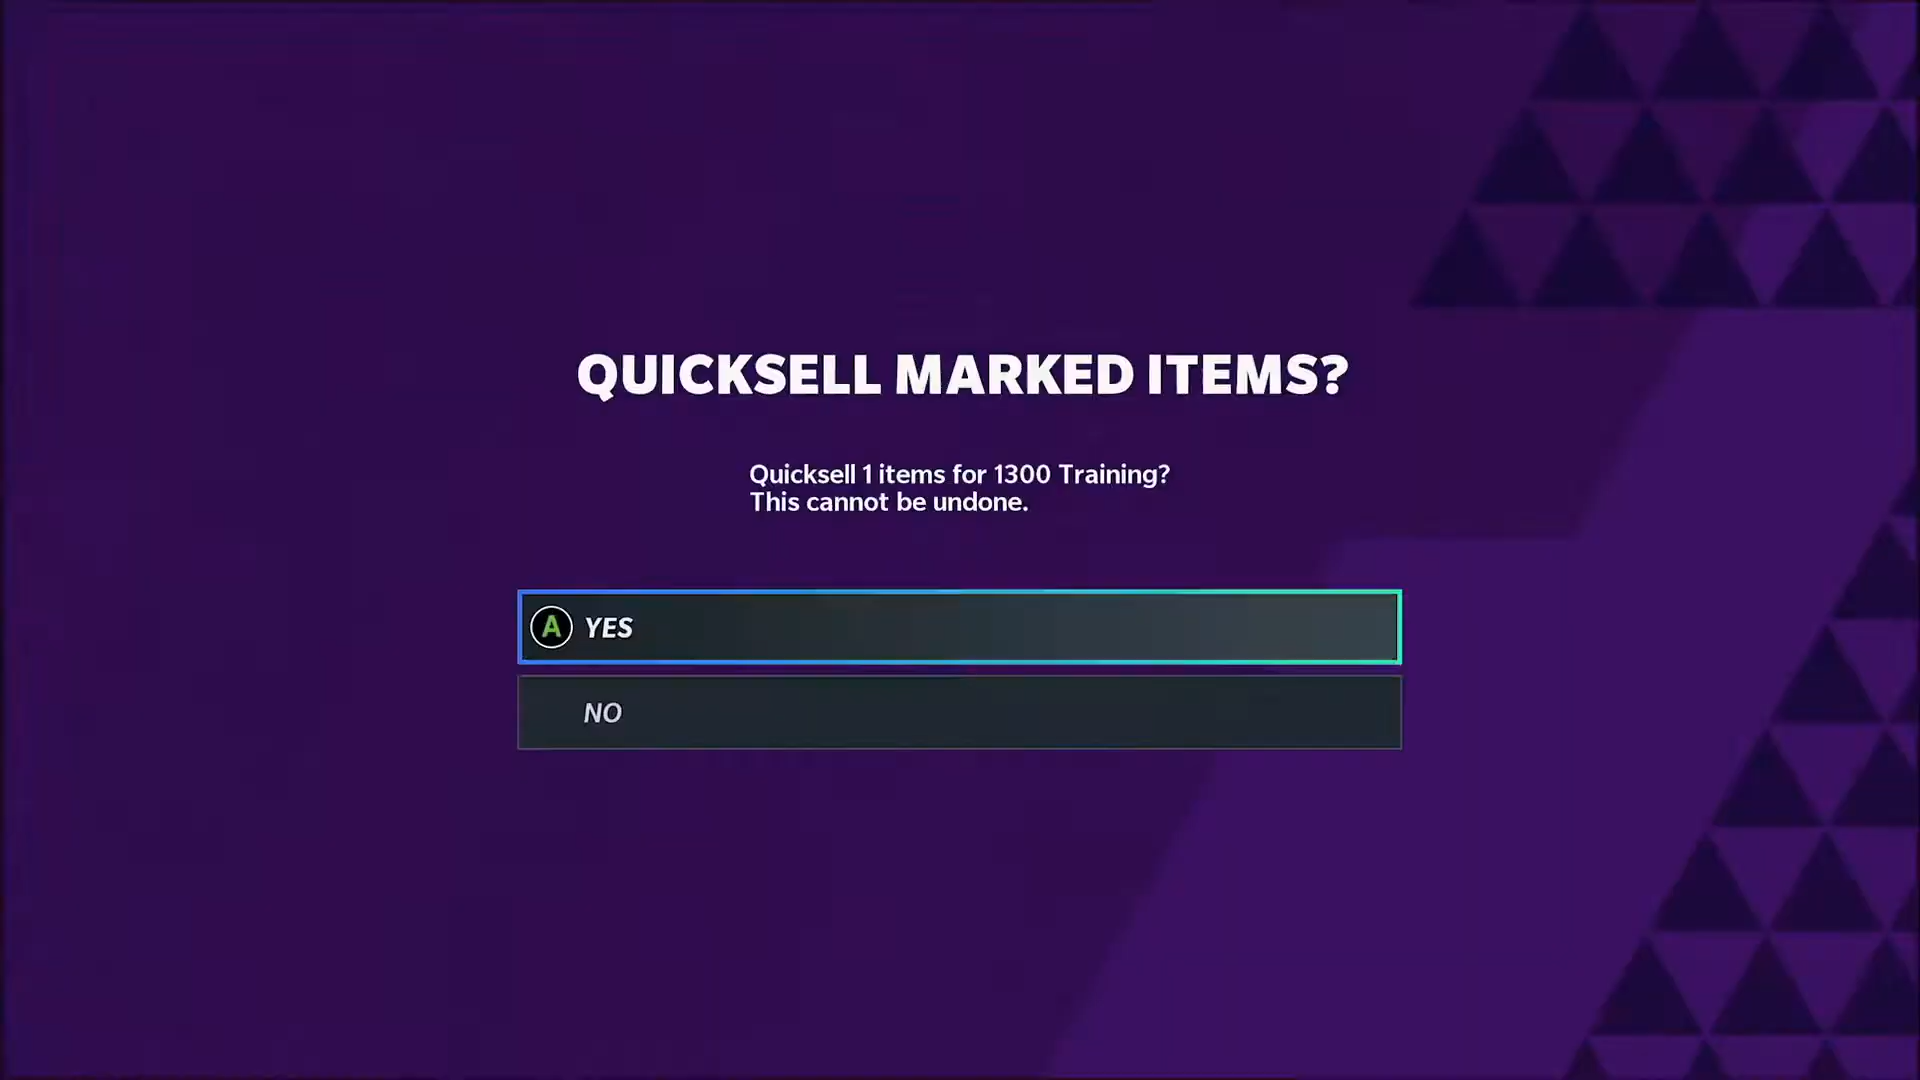 QUICKSELL MARKED ITEMS?
Quicksell 1 items for 1300 Training?
This cannot be undone.
A YES
NO